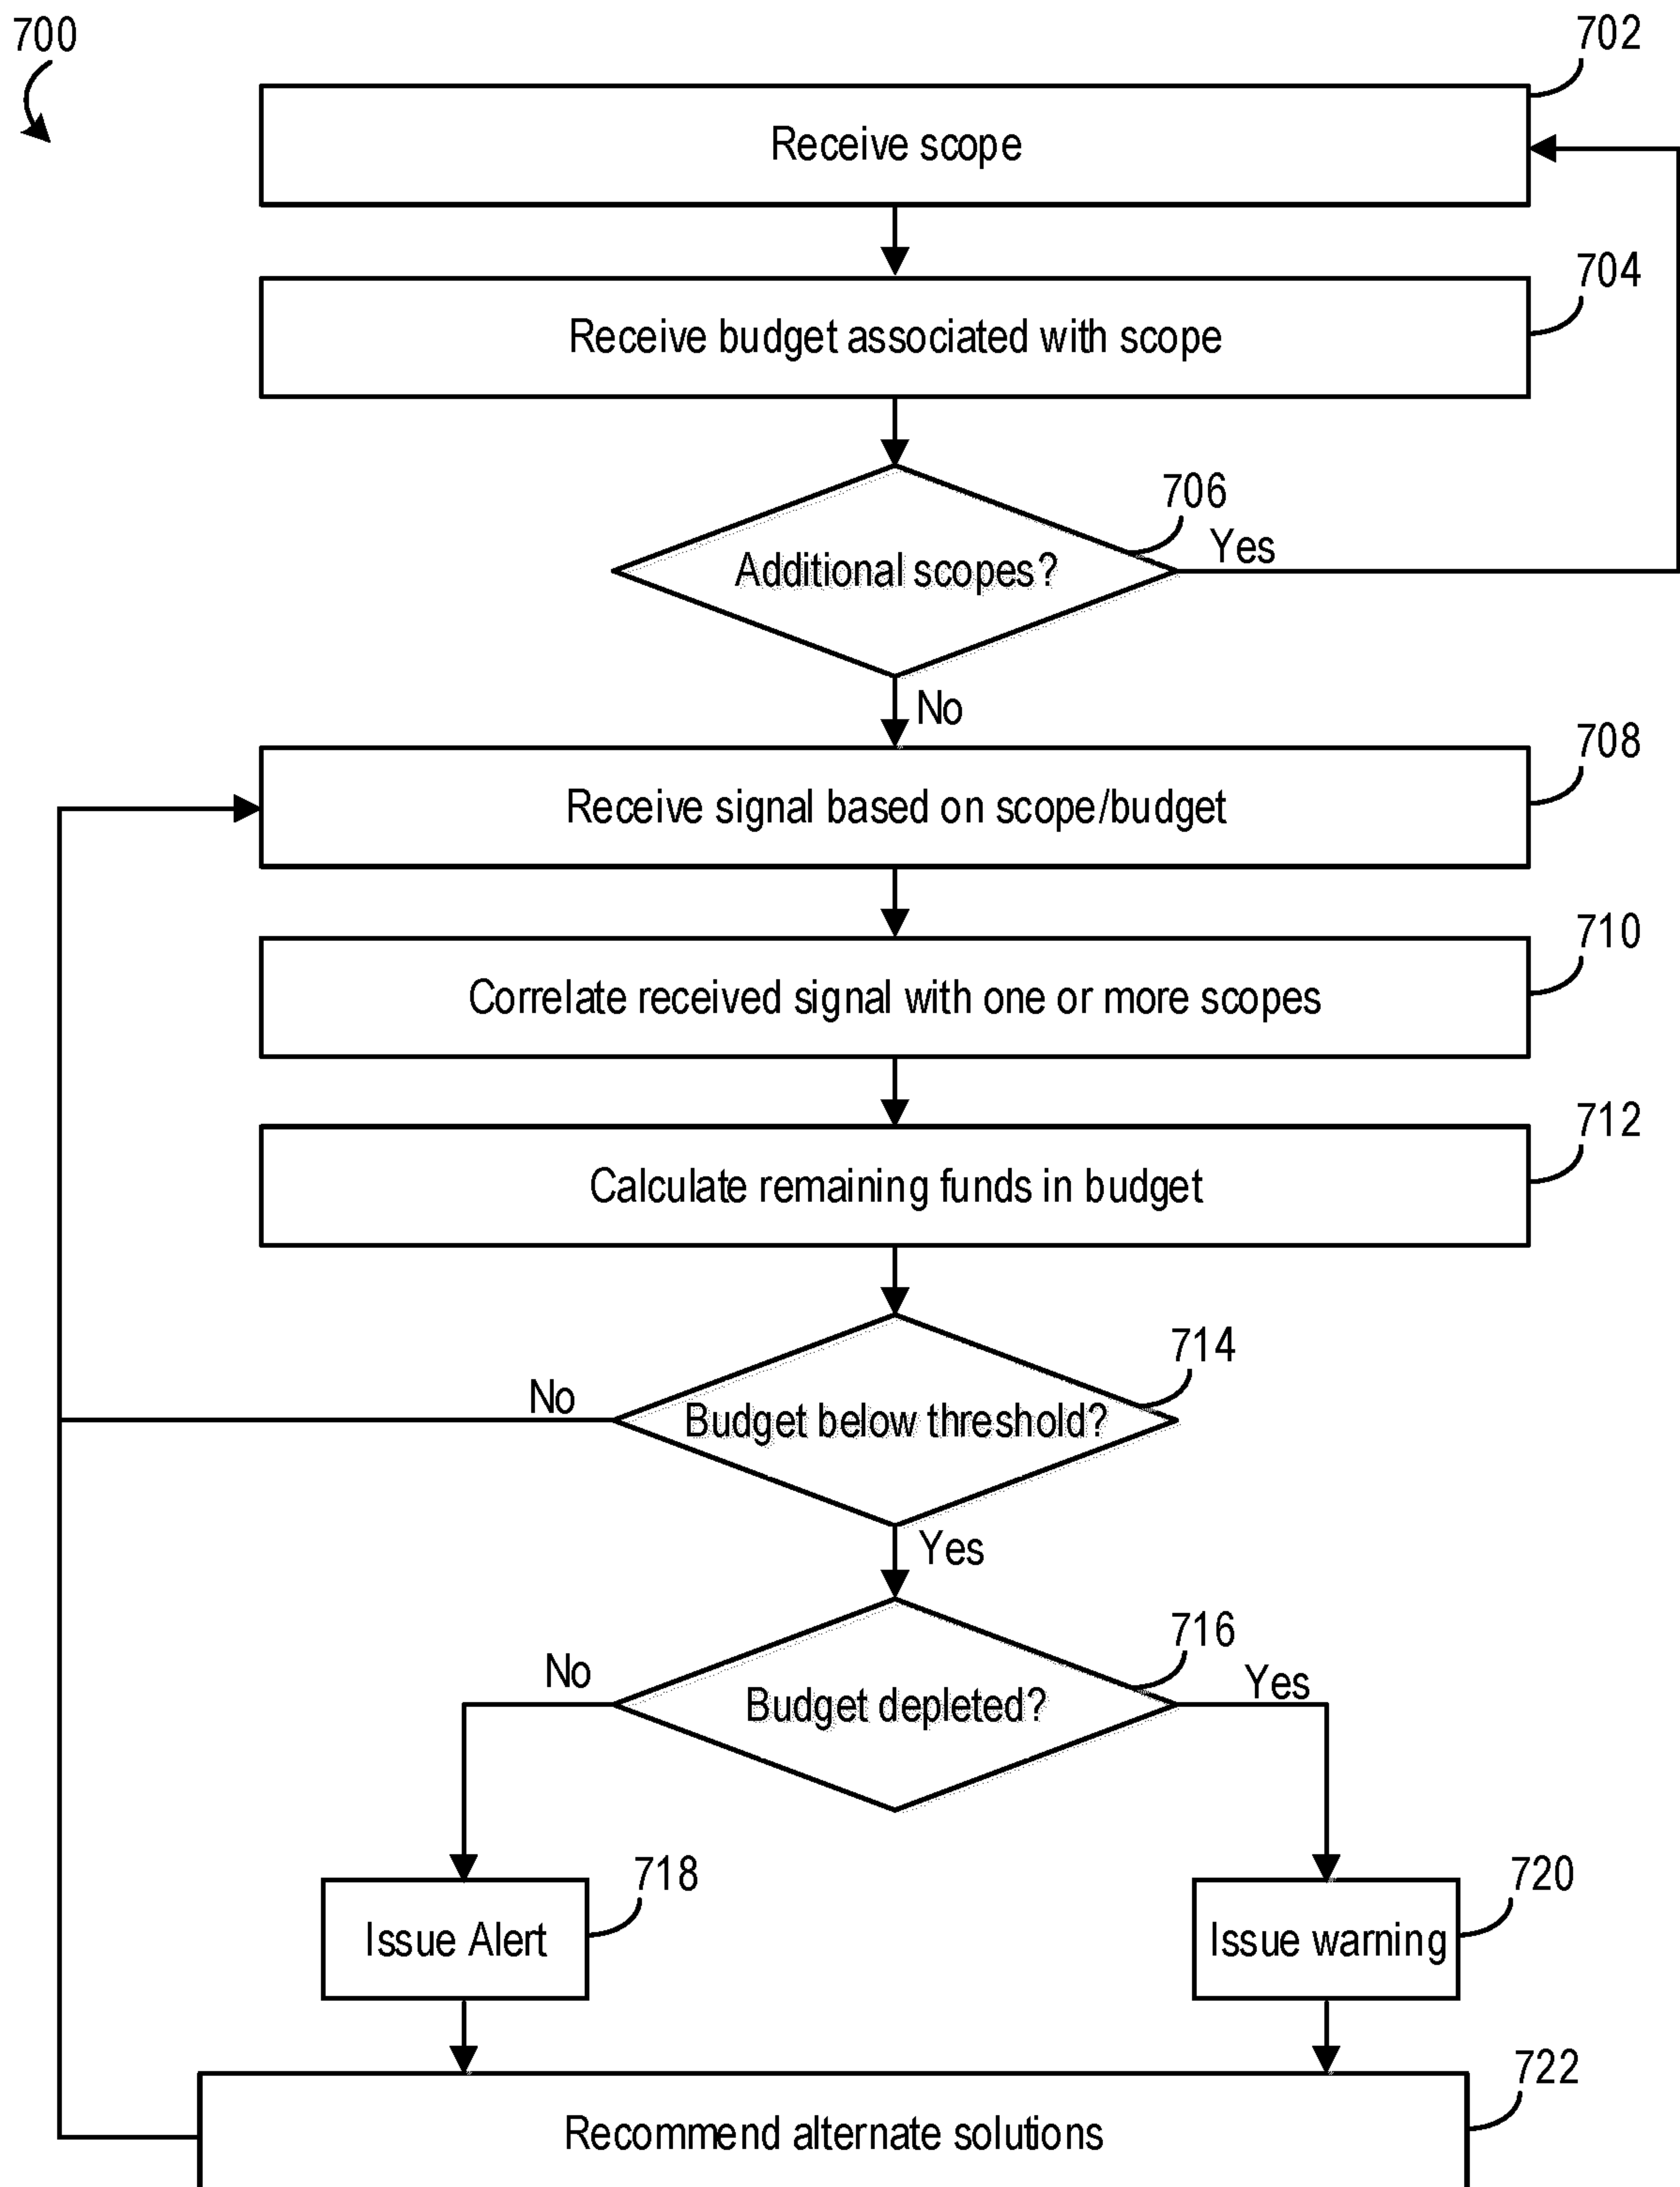 700
702
Receive scope
704
Receive budget associated with scope
706
Additional scopes?
Yes
No
708
Receive signal based on scope/budget
710
Correlate received signal with one or more scopes
712
Calculate remaining funds in budget
714
No
Budget below threshold?
Yes
716
No
Yes
Budget depleted?
718
720
Issue Alert
Issue warning
722
Recommend alternate solutions